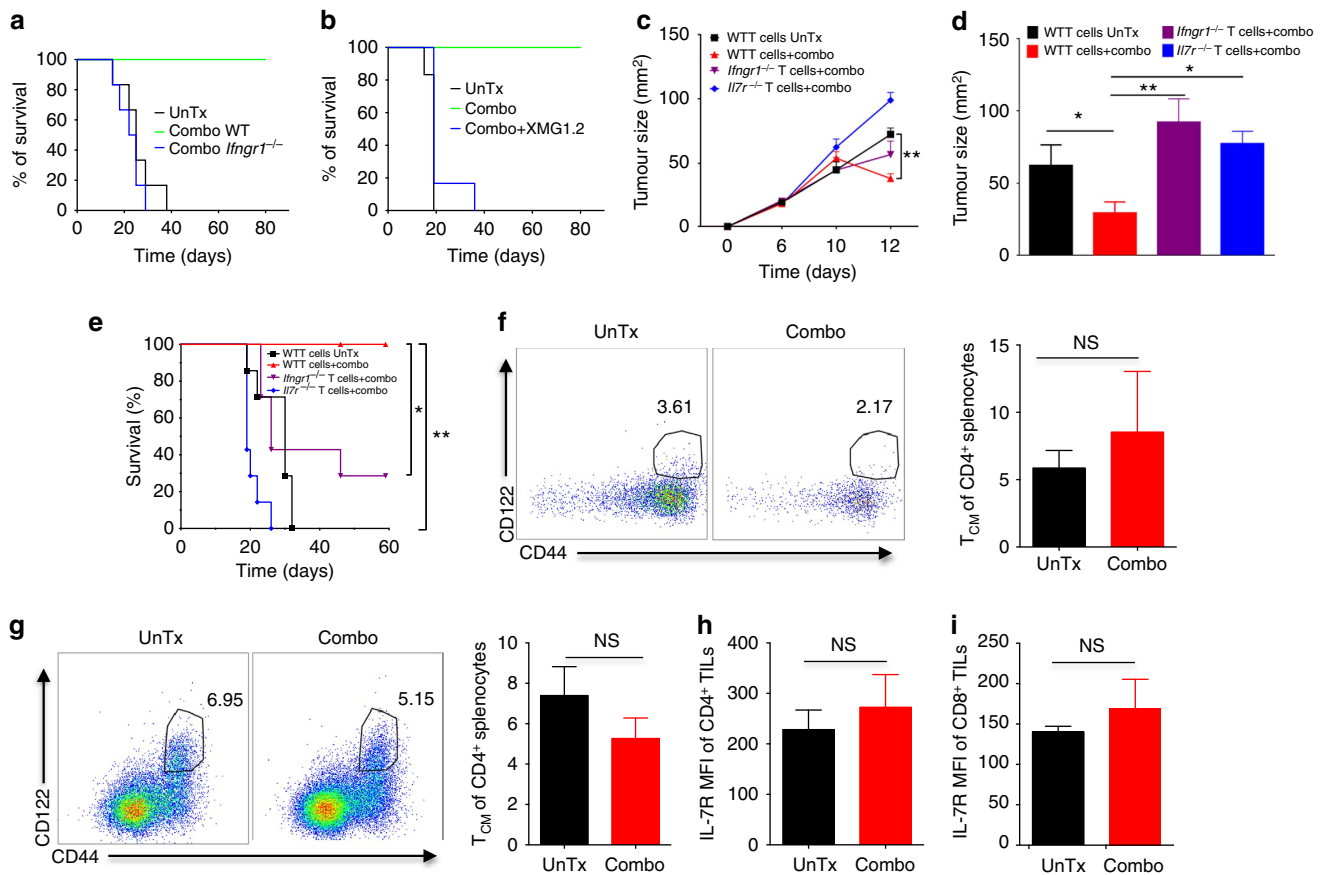 a
% of survival
100
80
60
40
20
0
0 20 40 60 80
Time (days)
UnTx
Combo WT
Combo Ifngr1–/–
b
% of survival
100
80
60
40
20
0
0 20 40 60 80
Time (days)
UnTx
Combo
Combo+XMG1.2
c
Tumour size (mm²)
150
100
50
0
0 6 10 12
Time (days)
WTT cells UnTx
WTT cells+combo
Ifngr1–/– T cells+combo
Il7r–/– T cells+combo
**
d
Tumour size (mm²)
150
100
50
0
WTT cells UnTx
WTT cells+combo
Ifngr1–/– T cells+combo
Il7r–/– T cells+combo
*
**
*
e
Survival (%)
100
80
60
40
20
0
0 20 40 60
Time (days)
WTT cells UnTx
WTT cells+combo
Ifngr1–/– T cells+combo
Il7r–/– T cells+combo
*
**
f
UnTx Combo
3.61 2.17
CD122
CD44
TCM of CD4+ splenocytes
15
10
5
0
NS
UnTx Combo
g
UnTx Combo
6.95 5.15
CD122
CD44
TCM of CD4+ splenocytes
10
8
6
4
2
0
NS
UnTx Combo
h
IL-7R MFI of CD4+ TILs
400
300
200
100
0
NS
UnTx Combo
i
IL-7R MFI of CD8+ TILs
250
200
150
100
50
0
NS
UnTx Combo